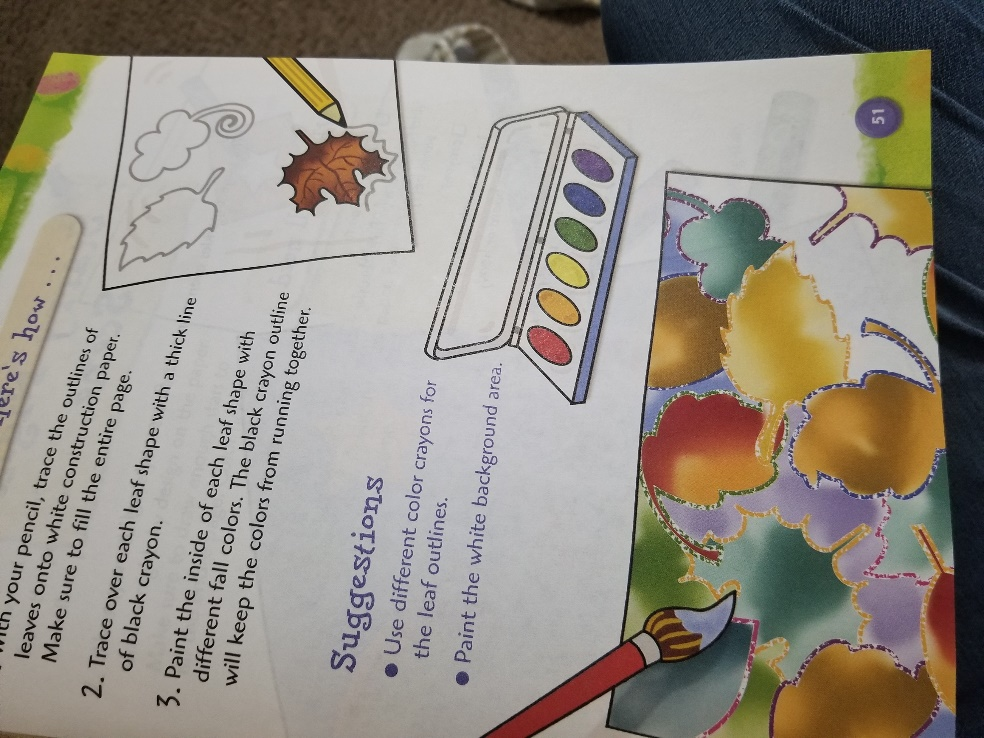 Here's how . . .
with your pencil, trace the outlines of
leaves onto white construction paper.
Make sure to fill the entire page.
2. Trace over each leaf shape with a thick line
of black crayon.
3. Paint the inside of each leaf shape with
different fall colors. The black crayon outline
will keep the colors from running together.
Suggestions
● Use different color crayons for
the leaf outlines.
● Paint the white background area.
51